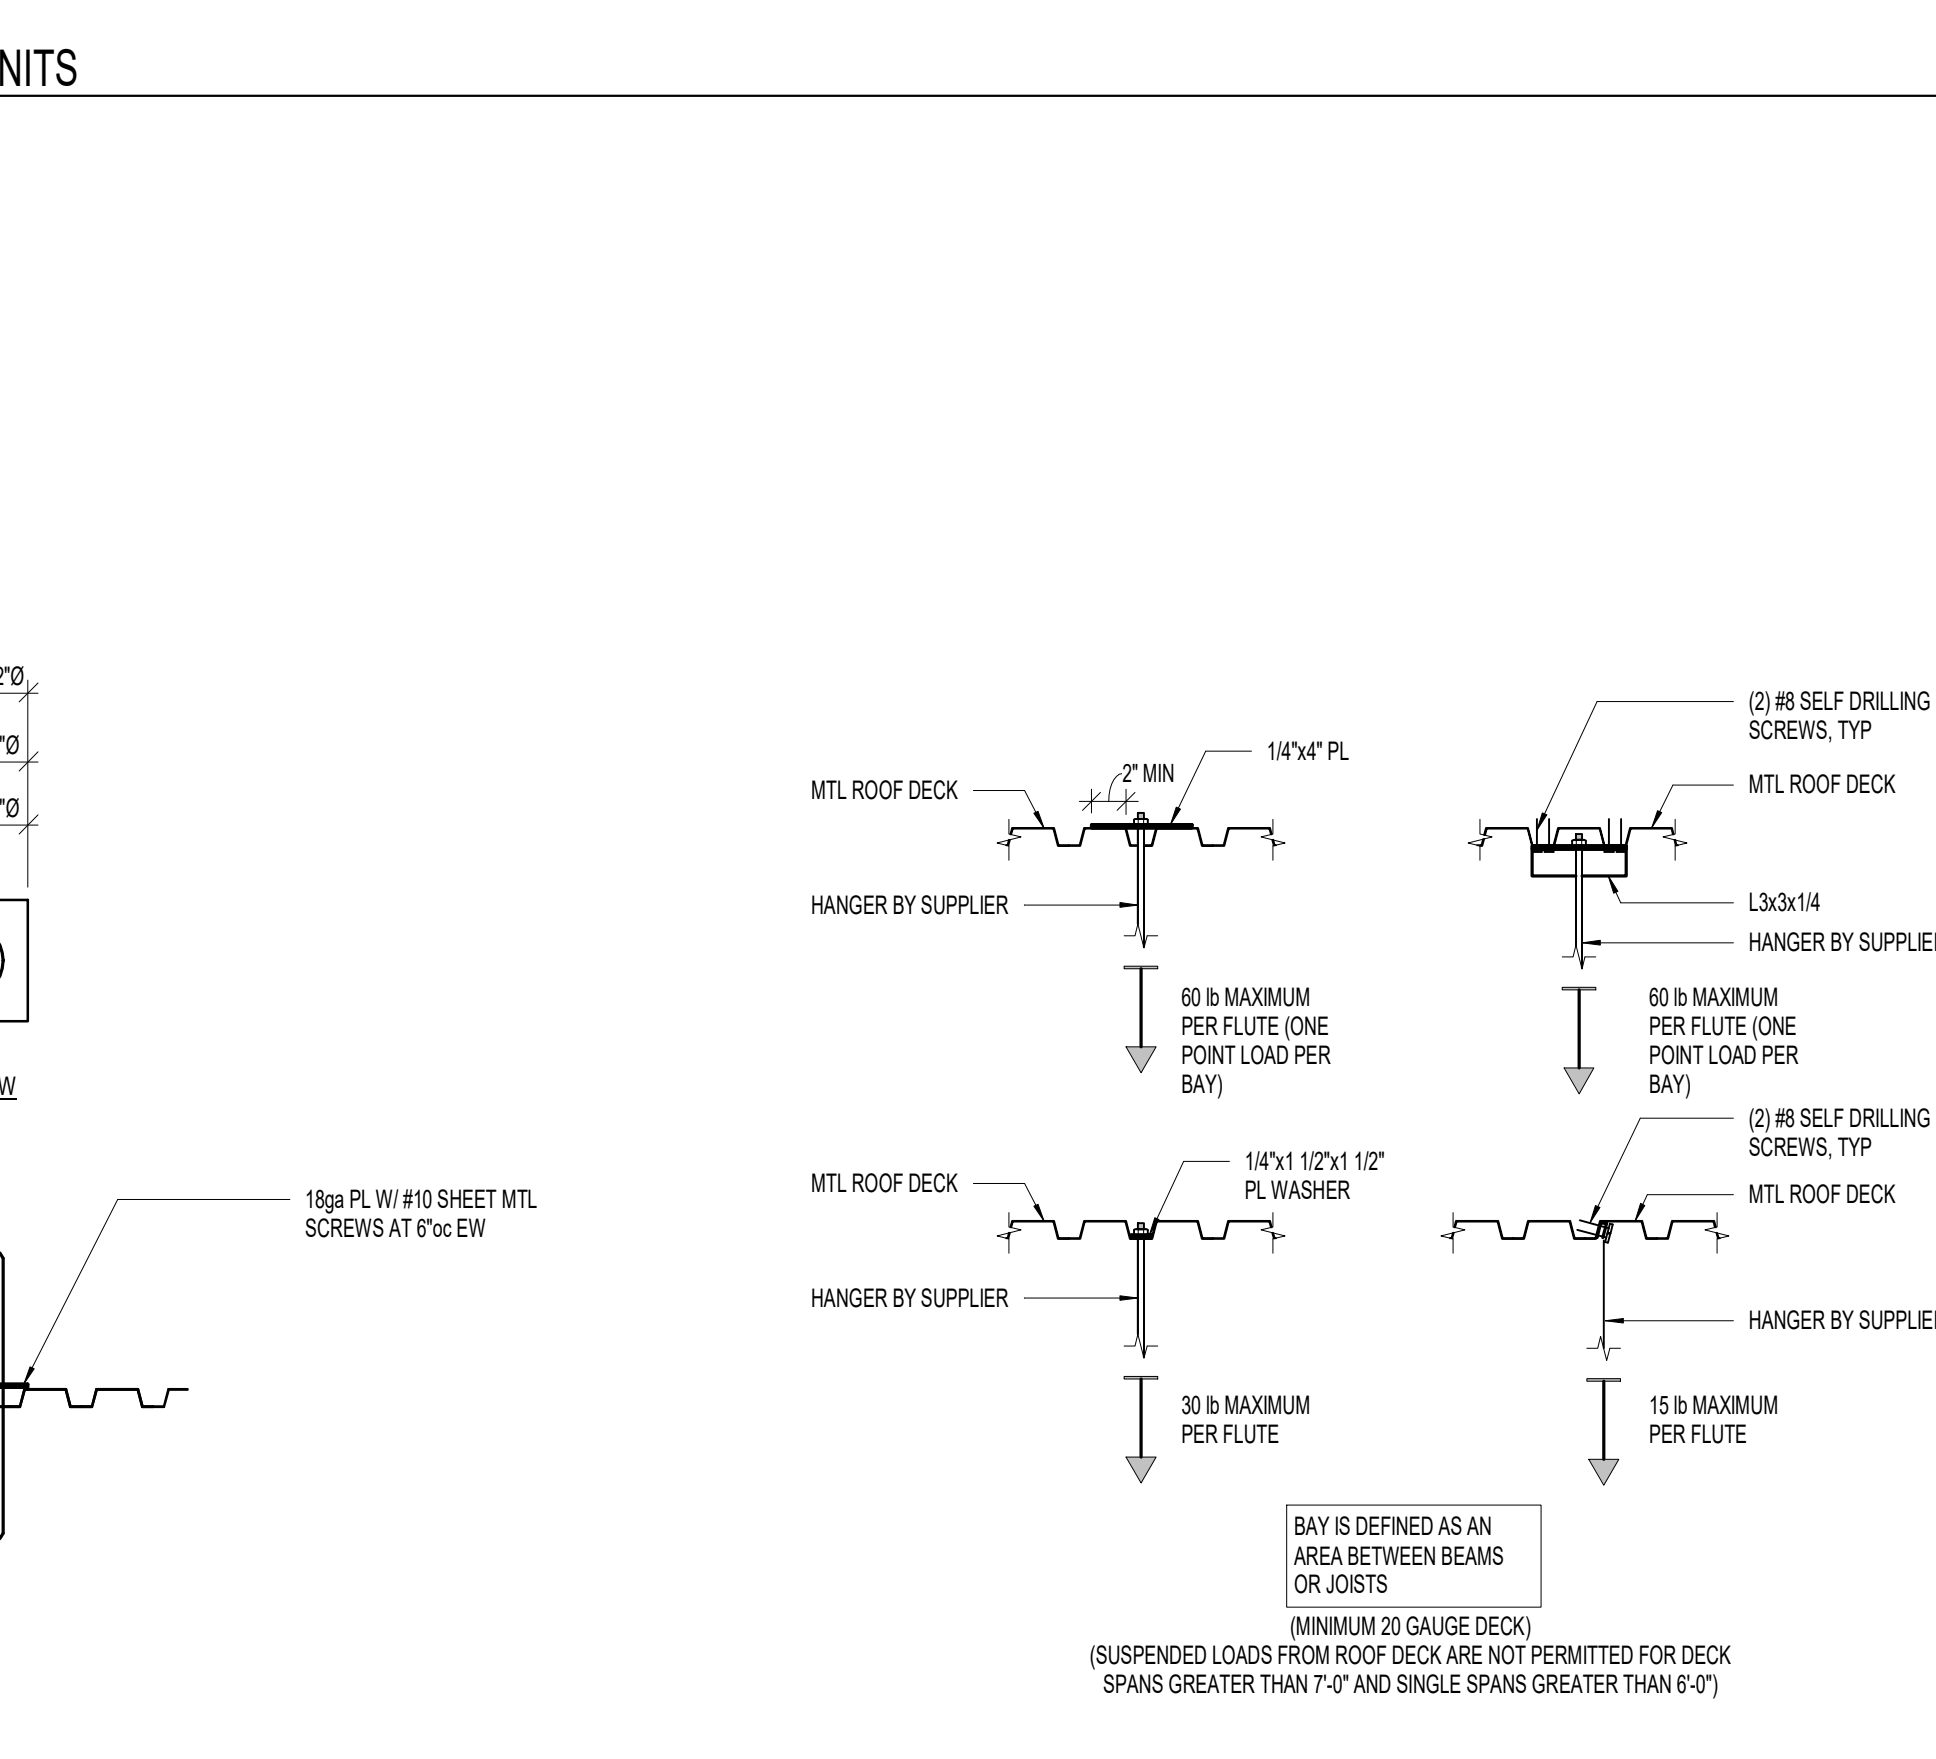 NITS
2"Ø
"Ø
"Ø
W
18ga PL W/ #10 SHEET MTL
SCREWS AT 6"oc EW
MTL ROOF DECK
2" MIN
1/4"x4" PL
HANGER BY SUPPLIER
60 lb MAXIMUM
PER FLUTE (ONE
POINT LOAD PER
BAY)
(2) #8 SELF DRILLING
SCREWS, TYP
MTL ROOF DECK
L3x3x1/4
HANGER BY SUPPLIE
60 lb MAXIMUM
PER FLUTE (ONE
POINT LOAD PER
BAY)
MTL ROOF DECK
1/4"x1 1/2"x1 1/2"
PL WASHER
HANGER BY SUPPLIER
30 lb MAXIMUM
PER FLUTE
(2) #8 SELF DRILLING
SCREWS, TYP
MTL ROOF DECK
HANGER BY SUPPLIE
15 lb MAXIMUM
PER FLUTE
BAY IS DEFINED AS AN
AREA BETWEEN BEAMS
OR JOISTS
(MINIMUM 20 GAUGE DECK)
(SUSPENDED LOADS FROM ROOF DECK ARE NOT PERMITTED FOR DECK
SPANS GREATER THAN 7'-0" AND SINGLE SPANS GREATER THAN 6'-0")